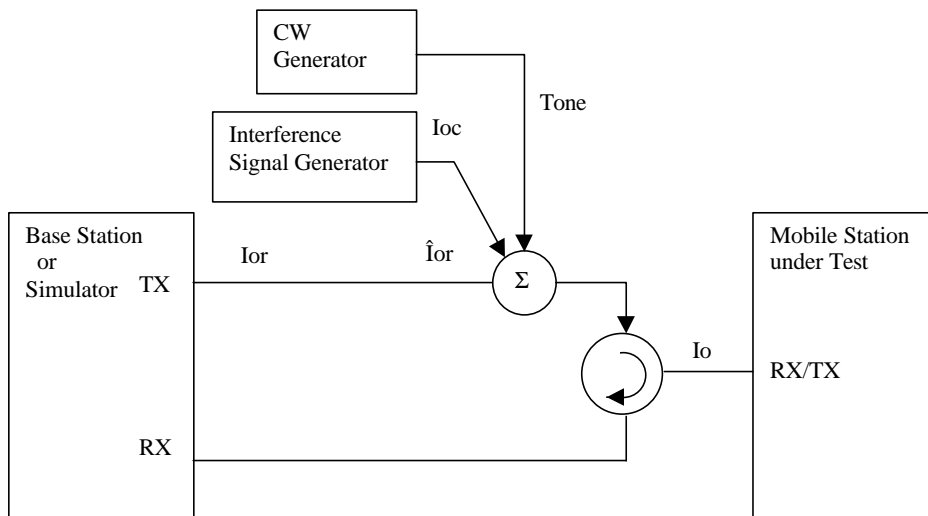 CW
Generator
Tone
Interference
Signal Generator
Ioc
Base Station
or
Simulator
TX
Ior
Îor
Σ
Mobile Station
under Test
Io
RX/TX
RX